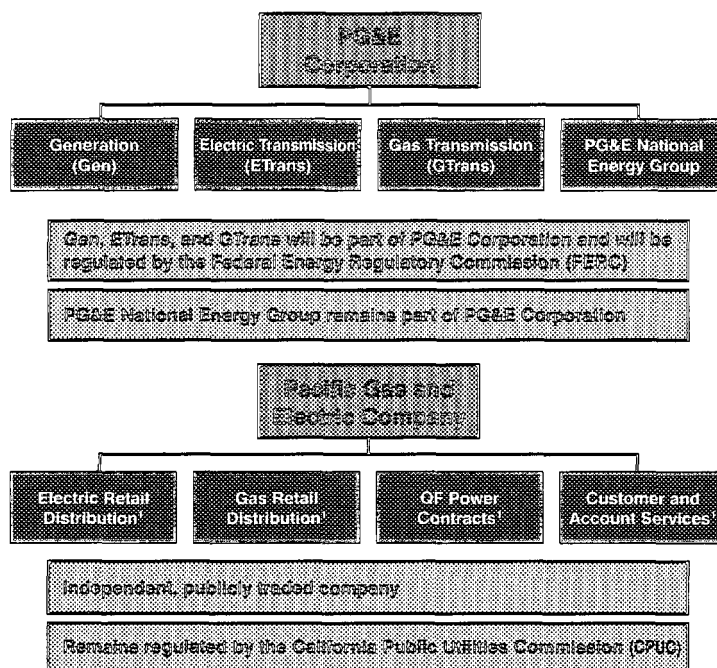 PG&E
Corporation
Generation
(Gen)
Electric Transmission
(ETrans)
Gas Transmission
(GTrans)
PG&E National
Energy Group
Gen, ETrans, and GTrans will be part of PG&E Corporation and will be
regulated by the Federal Energy Regulatory Commission (FERC)
PG&E National Energy Group remains part of PG&E Corporation
Pacific Gas and
Electric Company
Electric Retail
Distribution¹
Gas Retail
Distribution¹
QF Power
Contracts¹
Customer and
Account Services¹
Independent, publicly traded company
Remains regulated by the California Public Utilities Commission (CPUC)